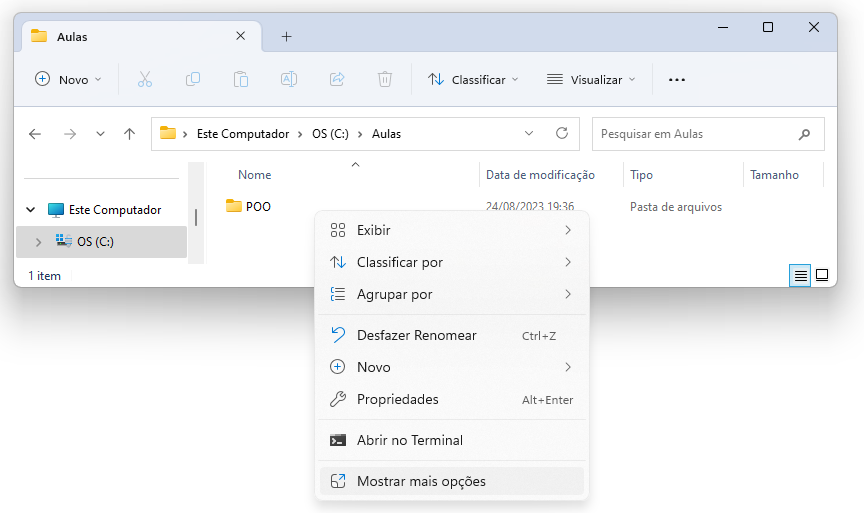 Aulas
Novo
Classificar
Visualizar
Este Computador > OS (C:) > Aulas
Pesquisar em Aulas
Nome
Data de modificação
Tipo
Tamanho
Este Computador
OS (C:)
POO
24/08/2023 19:36
Pasta de arquivos
1 item
Exibir
Classificar por
Agrupar por
Desfazer Renomear
Ctrl+Z
Novo
Propriedades
Alt+Enter
Abrir no Terminal
Mostrar mais opções